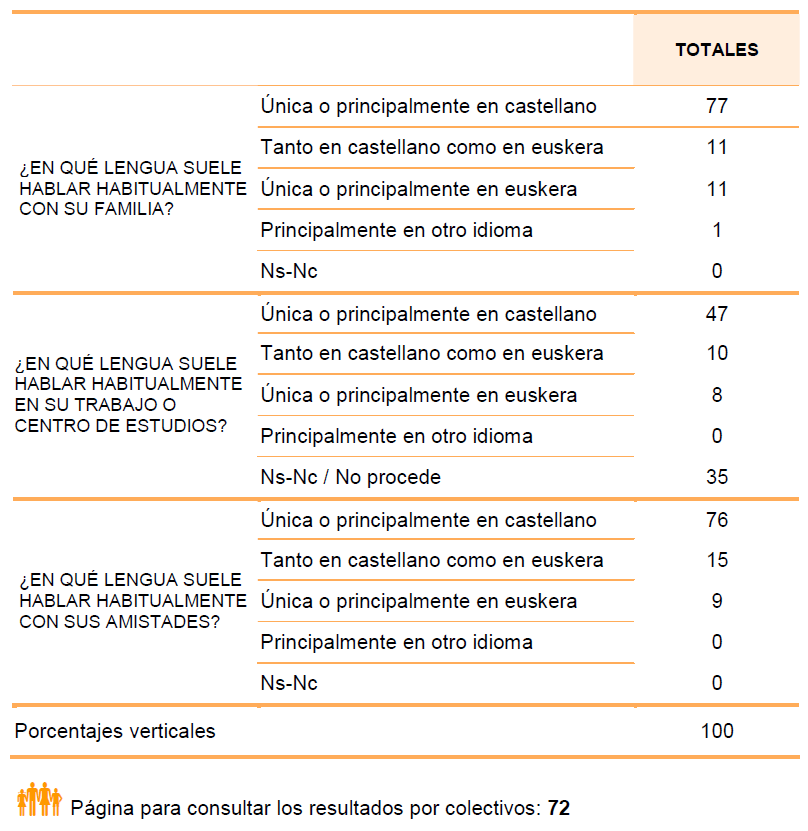 TOTALES
¿EN QUÉ LENGUA SUELE
HABLAR HABITUALMENTE
CON SU FAMILIA?
Única o principalmente en castellano 77
Tanto en castellano como en euskera 11
Única o principalmente en euskera 11
Principalmente en otro idioma 1
Ns-Nc 0
¿EN QUÉ LENGUA SUELE
HABLAR HABITUALMENTE
EN SU TRABAJO O
CENTRO DE ESTUDIOS?
Única o principalmente en castellano 47
Tanto en castellano como en euskera 10
Única o principalmente en euskera 8
Principalmente en otro idioma 0
Ns-Nc / No procede 35
¿EN QUÉ LENGUA SUELE
HABLAR HABITUALMENTE
CON SUS AMISTADES?
Única o principalmente en castellano 76
Tanto en castellano como en euskera 15
Única o principalmente en euskera 9
Principalmente en otro idioma 0
Ns-Nc 0
Porcentajes verticales 100
Página para consultar los resultados por colectivos: 72